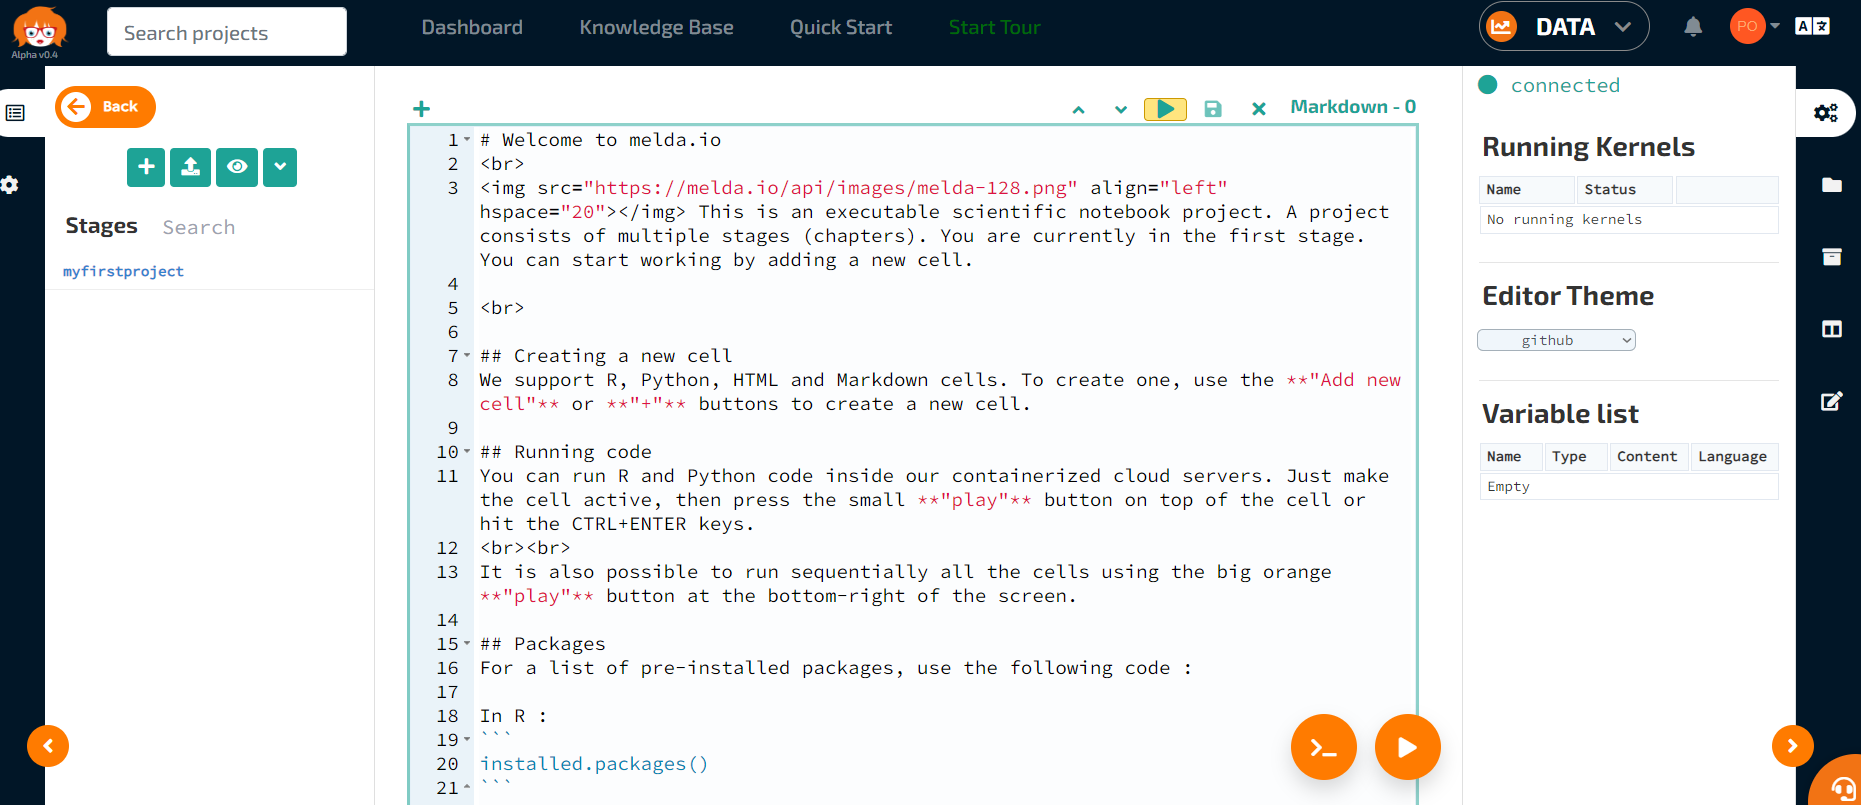 Alpha v0.4
Search projects
Dashboard
Knowledge Base
Quick Start
Start Tour
DATA
PO
A
Back
Stages
Search
myfirstproject
Markdown - 0
1 # Welcome to melda.io
2 <br>
3 <img src="https://melda.io/api/images/melda-128.png" align="left"
hspace="20"></img> This is an executable scientific notebook project. A project
consists of multiple stages (chapters). You are currently in the first stage.
You can start working by adding a new cell.
4
5 <br>
6
7 ## Creating a new cell
8 We support R, Python, HTML and Markdown cells. To create one, use the **"Add new
cell"** or **"+"** buttons to create a new cell.
9
10 ## Running code
11 You can run R and Python code inside our containerized cloud servers. Just make
the cell active, then press the small **"play"** button on top of the cell or
hit the CTRL+ENTER keys.
12 <br><br>
13 It is also possible to run sequentially all the cells using the big orange
**"play"** button at the bottom-right of the screen.
14
15 ## Packages
16 For a list of pre-installed packages, use the following code :
17
18 In R :
19 ```
20 installed.packages()
21 ```
connected
Running Kernels
Name Status
No running kernels
Editor Theme
github
Variable list
Name Type Content Language
Empty